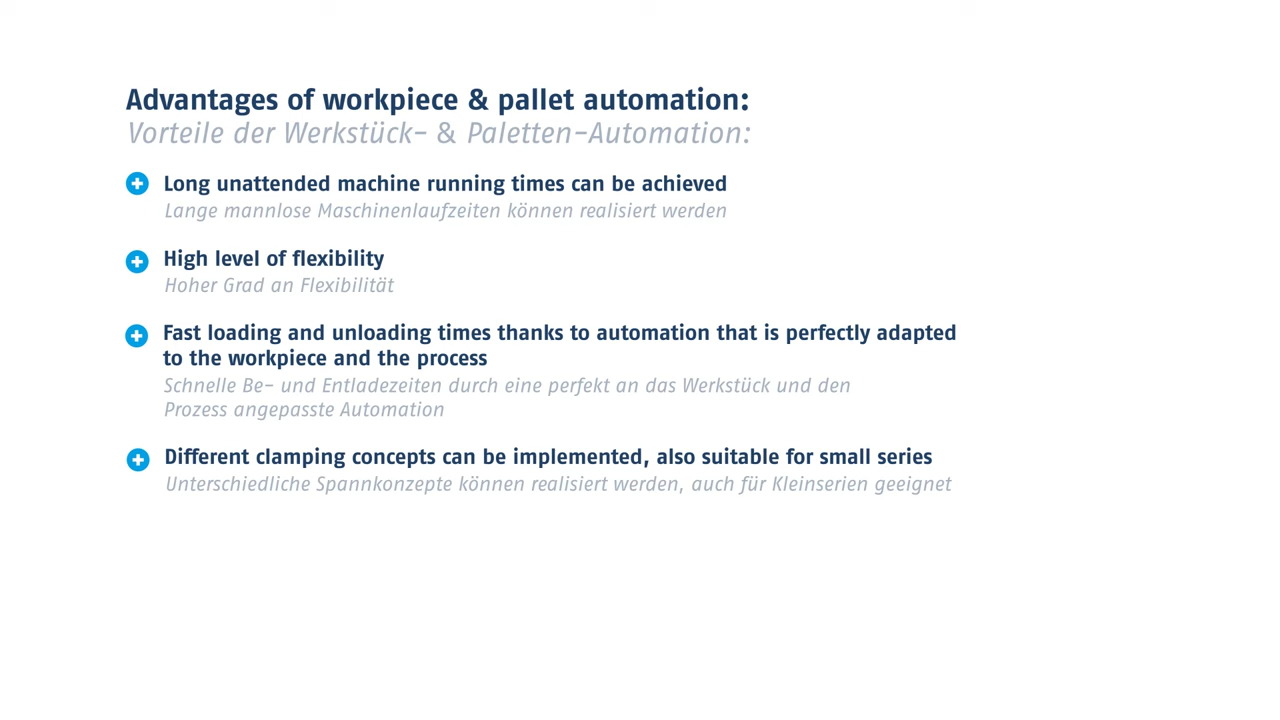 Advantages of workpiece & pallet automation:
Vorteile der Werkstück- & Paletten-Automation:
Long unattended machine running times can be achieved
Lange mannlose Maschinenlaufzeiten können realisiert werden
High level of flexibility
Hoher Grad an Flexibilität
Fast loading and unloading times thanks to automation that is perfectly adapted
to the workpiece and the process
Schnelle Be- und Entladezeiten durch eine perfekt an das Werkstück und den
Prozess angepasste Automation
Different clamping concepts can be implemented, also suitable for small series
Unterschiedliche Spannkonzepte können realisiert werden, auch für Kleinserien geeignet